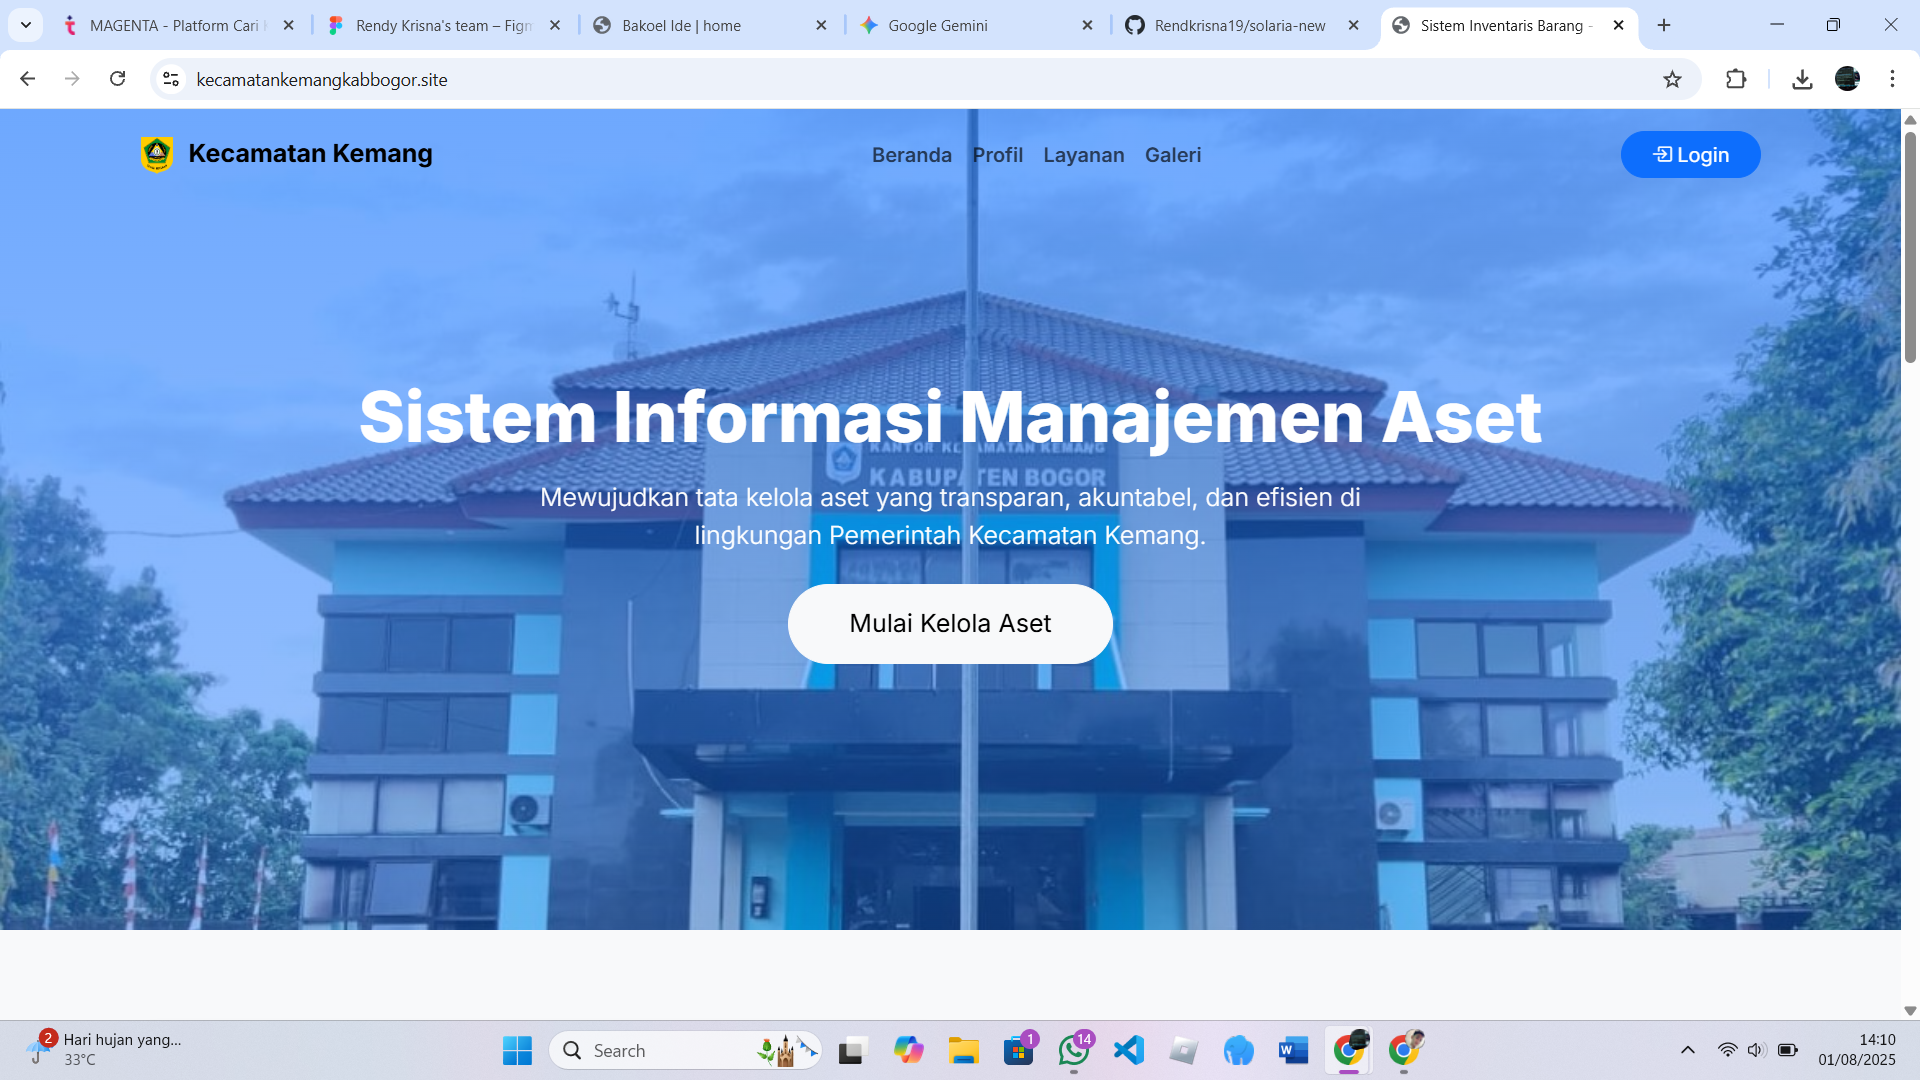 MAGENTA - Platform Cari
Rendy Krisna's team – Figm
Bakoel Ide | home
Google Gemini
Rendkrisna19/solaria-new
Sistem Inventaris Barang -
kecamatankemangkabbogor.site
Kecamatan Kemang
Beranda
Profil
Layanan
Galeri
Login
Sistem Informasi Manajemen Aset
KANTOR KECAMATAN KEMANG
KABUPATEN BOGOR
Mewujudkan tata kelola aset yang transparan, akuntabel, dan efisien di
lingkungan Pemerintah Kecamatan Kemang.
Mulai Kelola Aset
2
Hari hujan yang...
33°C
Search
1
14
14:10
01/08/2025